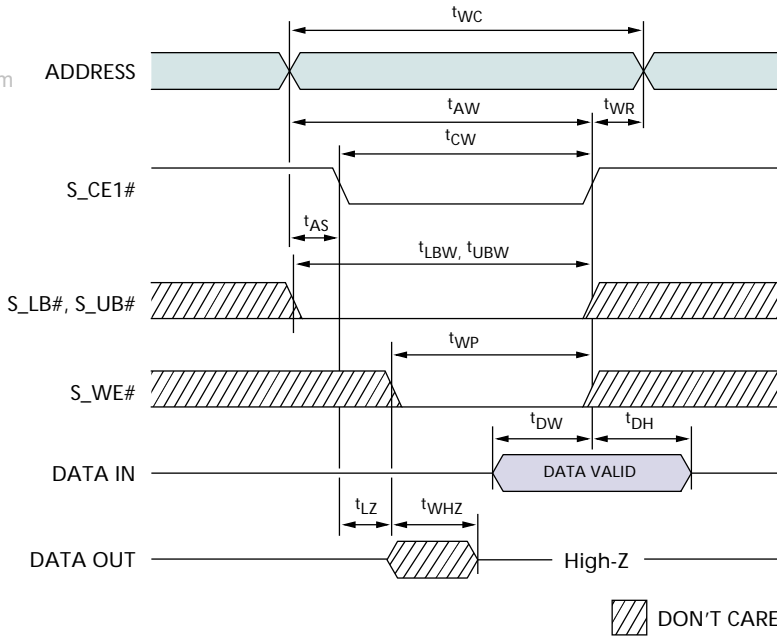 tWC
m
ADDRESS
tAW
tWR
tCW
S_CE1#
tAS
tLBW, tUBW
S_LB#, S_UB#
tWP
S_WE#
tDW
tDH
DATA IN
DATA VALID
tLZ
tWHZ
DATA OUT
High-Z
DON'T CARE